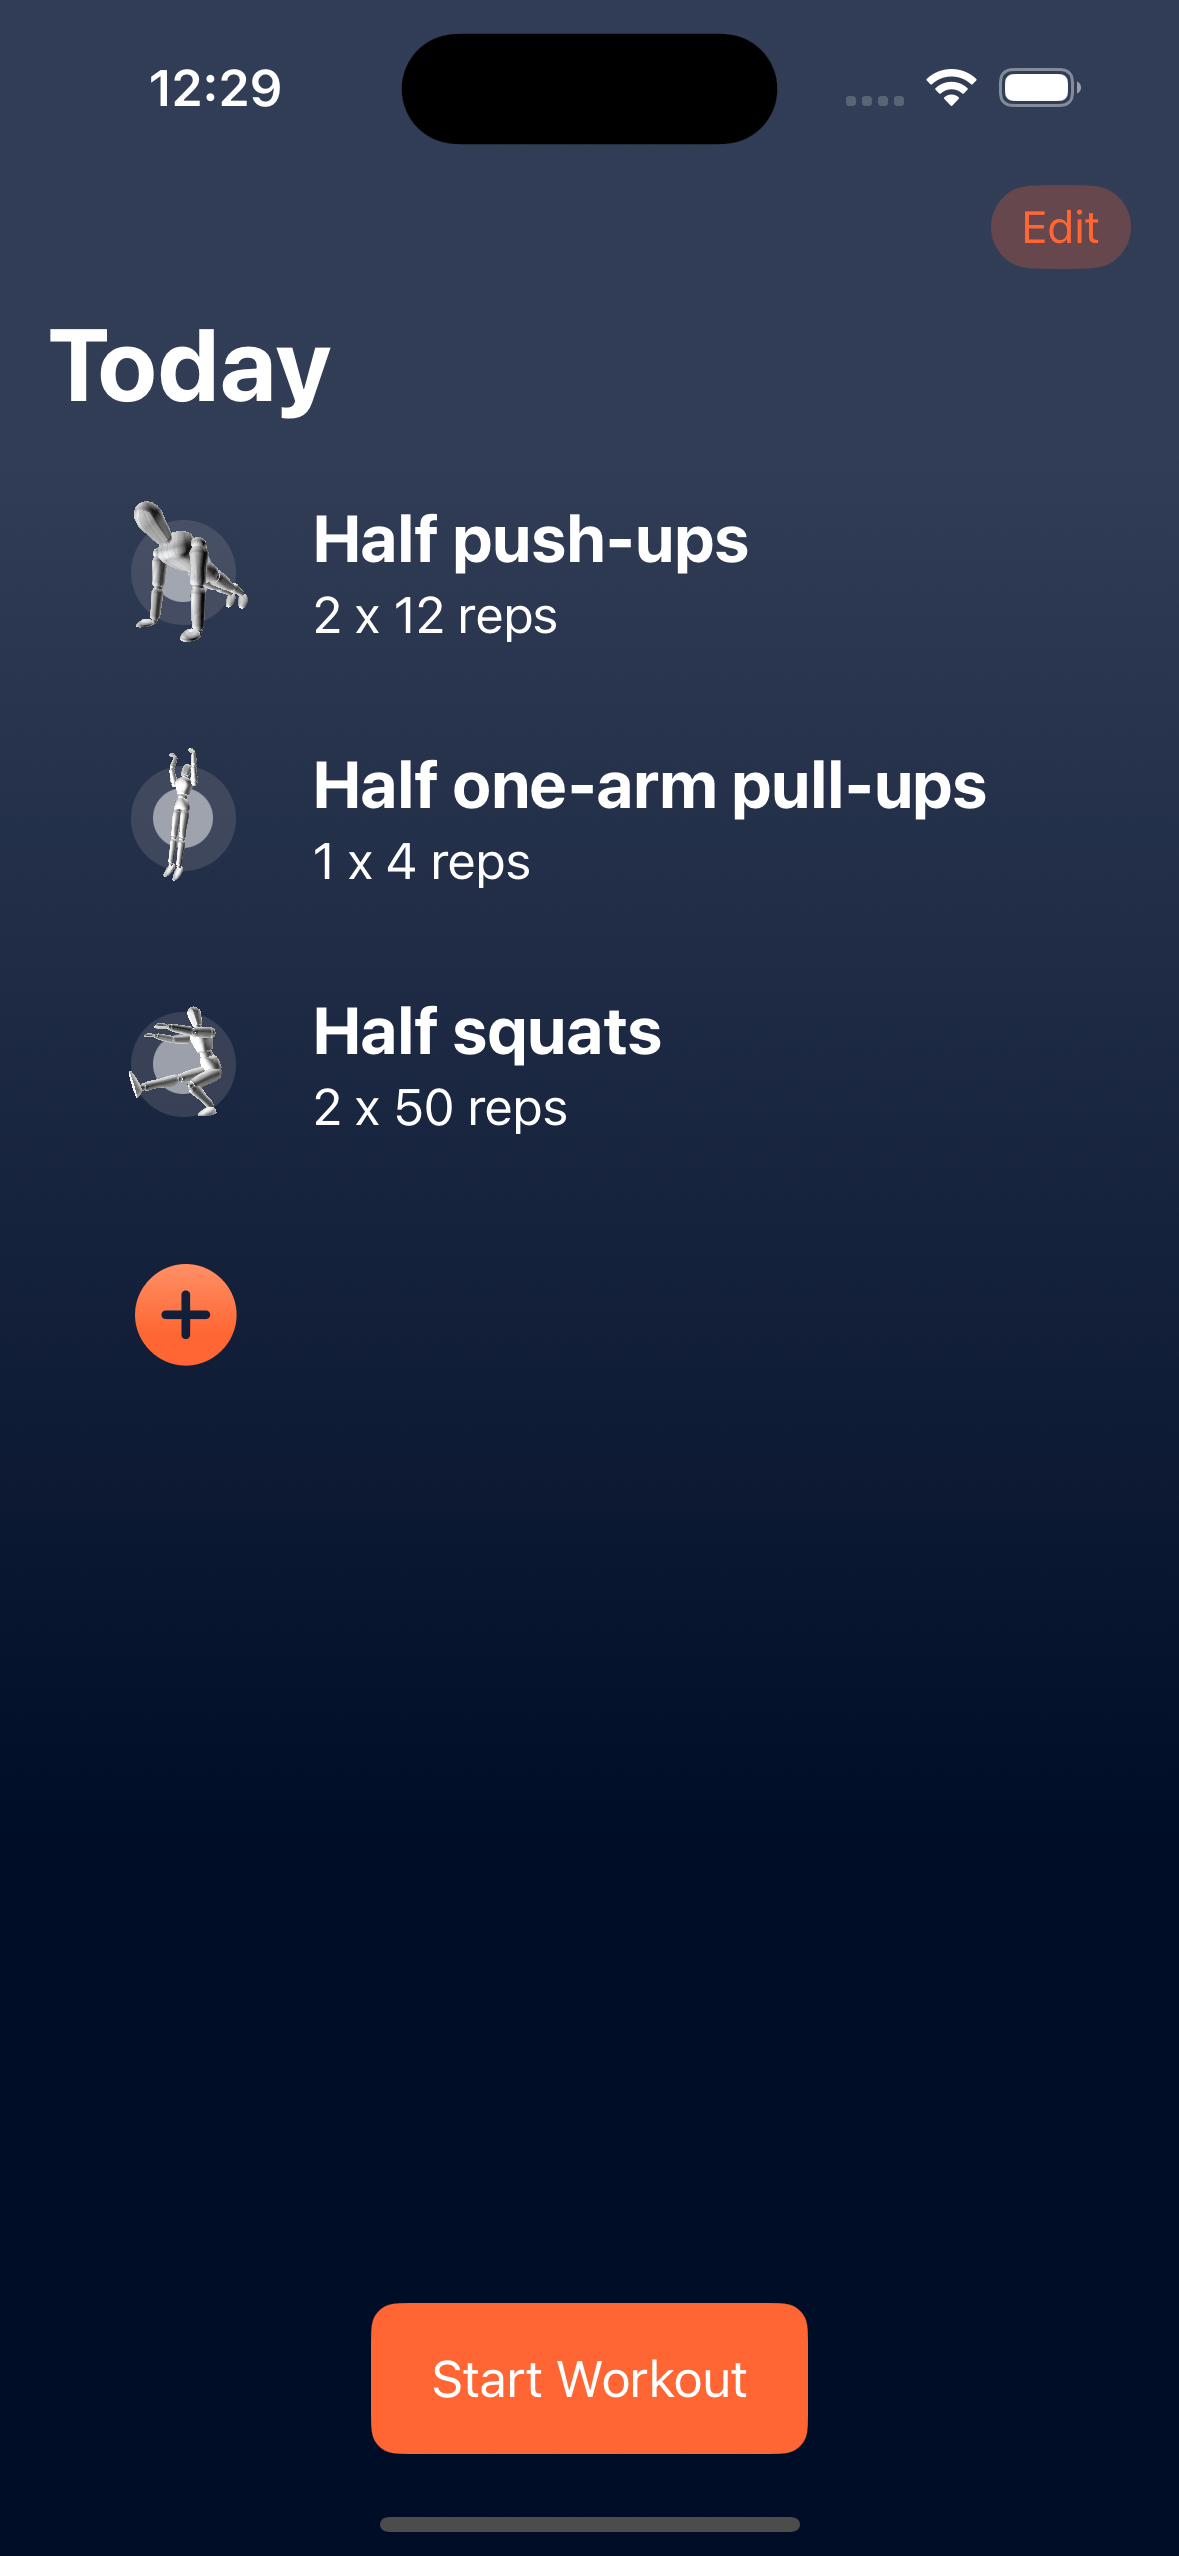 12:29
Edit
Today
Half push-ups
2 x 12 reps
Half one-arm pull-ups
1 x 4 reps
Half squats
2 x 50 reps
Start Workout